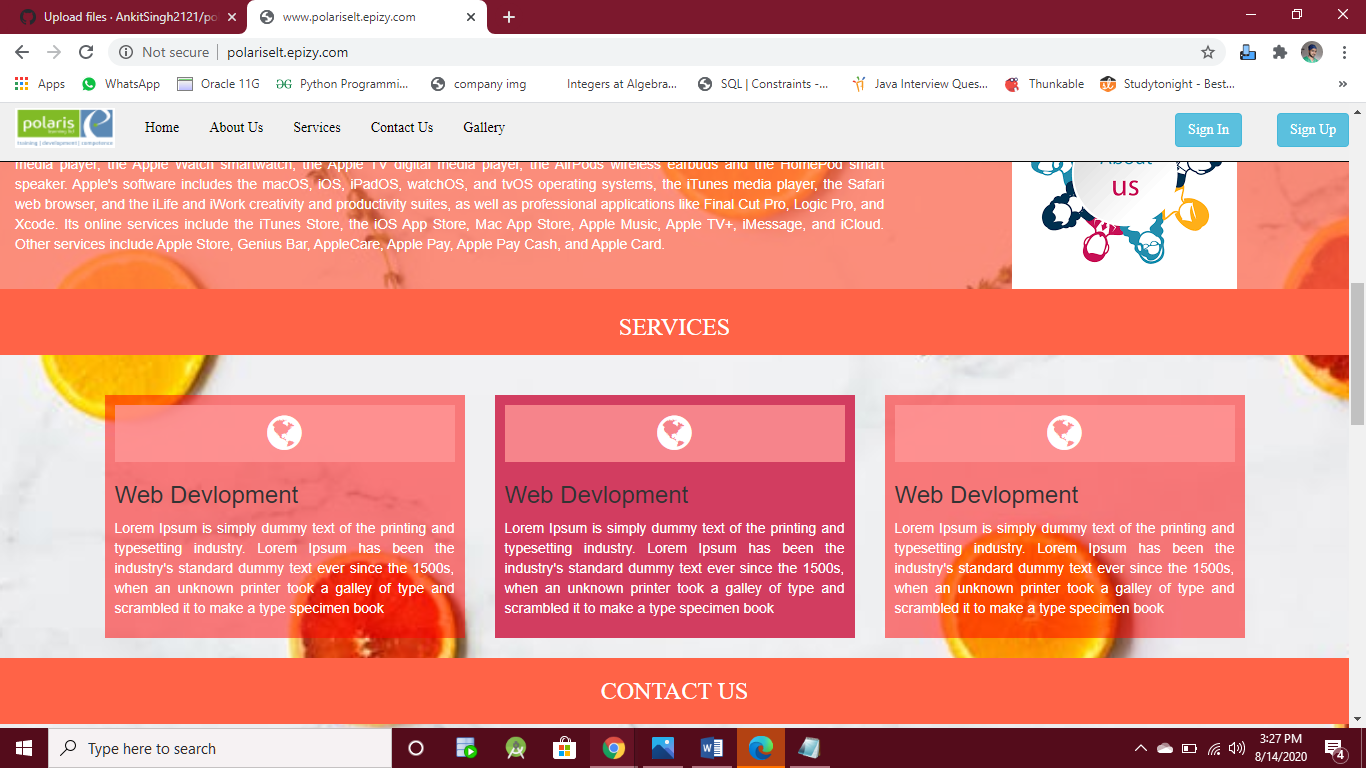 Upload files · AnkitSingh2121/po
www.polariselt.epizy.com
Not secure
polariselt.epizy.com
Apps
WhatsApp
Oracle 11G
Python Programmi...
company img
Integers at Algebra...
SQL | Constraints -...
Java Interview Ques...
Thunkable
Studytonight - Best...
»
polaris
training | development | competence
Home
About Us
Services
Contact Us
Gallery
Sign In
Sign Up
media player, the Apple Watch smartwatch, the Apple TV digital media player, the AirPods wireless earbuds and the HomePod smart
speaker. Apple's software includes the macOS, iOS, iPadOS, watchOS, and tvOS operating systems, the iTunes media player, the Safari
web browser, and the iLife and iWork creativity and productivity suites, as well as professional applications like Final Cut Pro, Logic Pro, and
Xcode. Its online services include the iTunes Store, the iOS App Store, Mac App Store, Apple Music, Apple TV+, iMessage, and iCloud.
Other services include Apple Store, Genius Bar, AppleCare, Apple Pay, Apple Pay Cash, and Apple Card.
About
us
SERVICES
Web Devlopment
Lorem Ipsum is simply dummy text of the printing and
typesetting industry. Lorem Ipsum has been the
industry's standard dummy text ever since the 1500s,
when an unknown printer took a galley of type and
scrambled it to make a type specimen book
Web Devlopment
Lorem Ipsum is simply dummy text of the printing and
typesetting industry. Lorem Ipsum has been the
industry's standard dummy text ever since the 1500s,
when an unknown printer took a galley of type and
scrambled it to make a type specimen book
Web Devlopment
Lorem Ipsum is simply dummy text of the printing and
typesetting industry. Lorem Ipsum has been the
industry's standard dummy text ever since the 1500s,
when an unknown printer took a galley of type and
scrambled it to make a type specimen book
CONTACT US
Type here to search
3:27 PM
8/14/2020
4